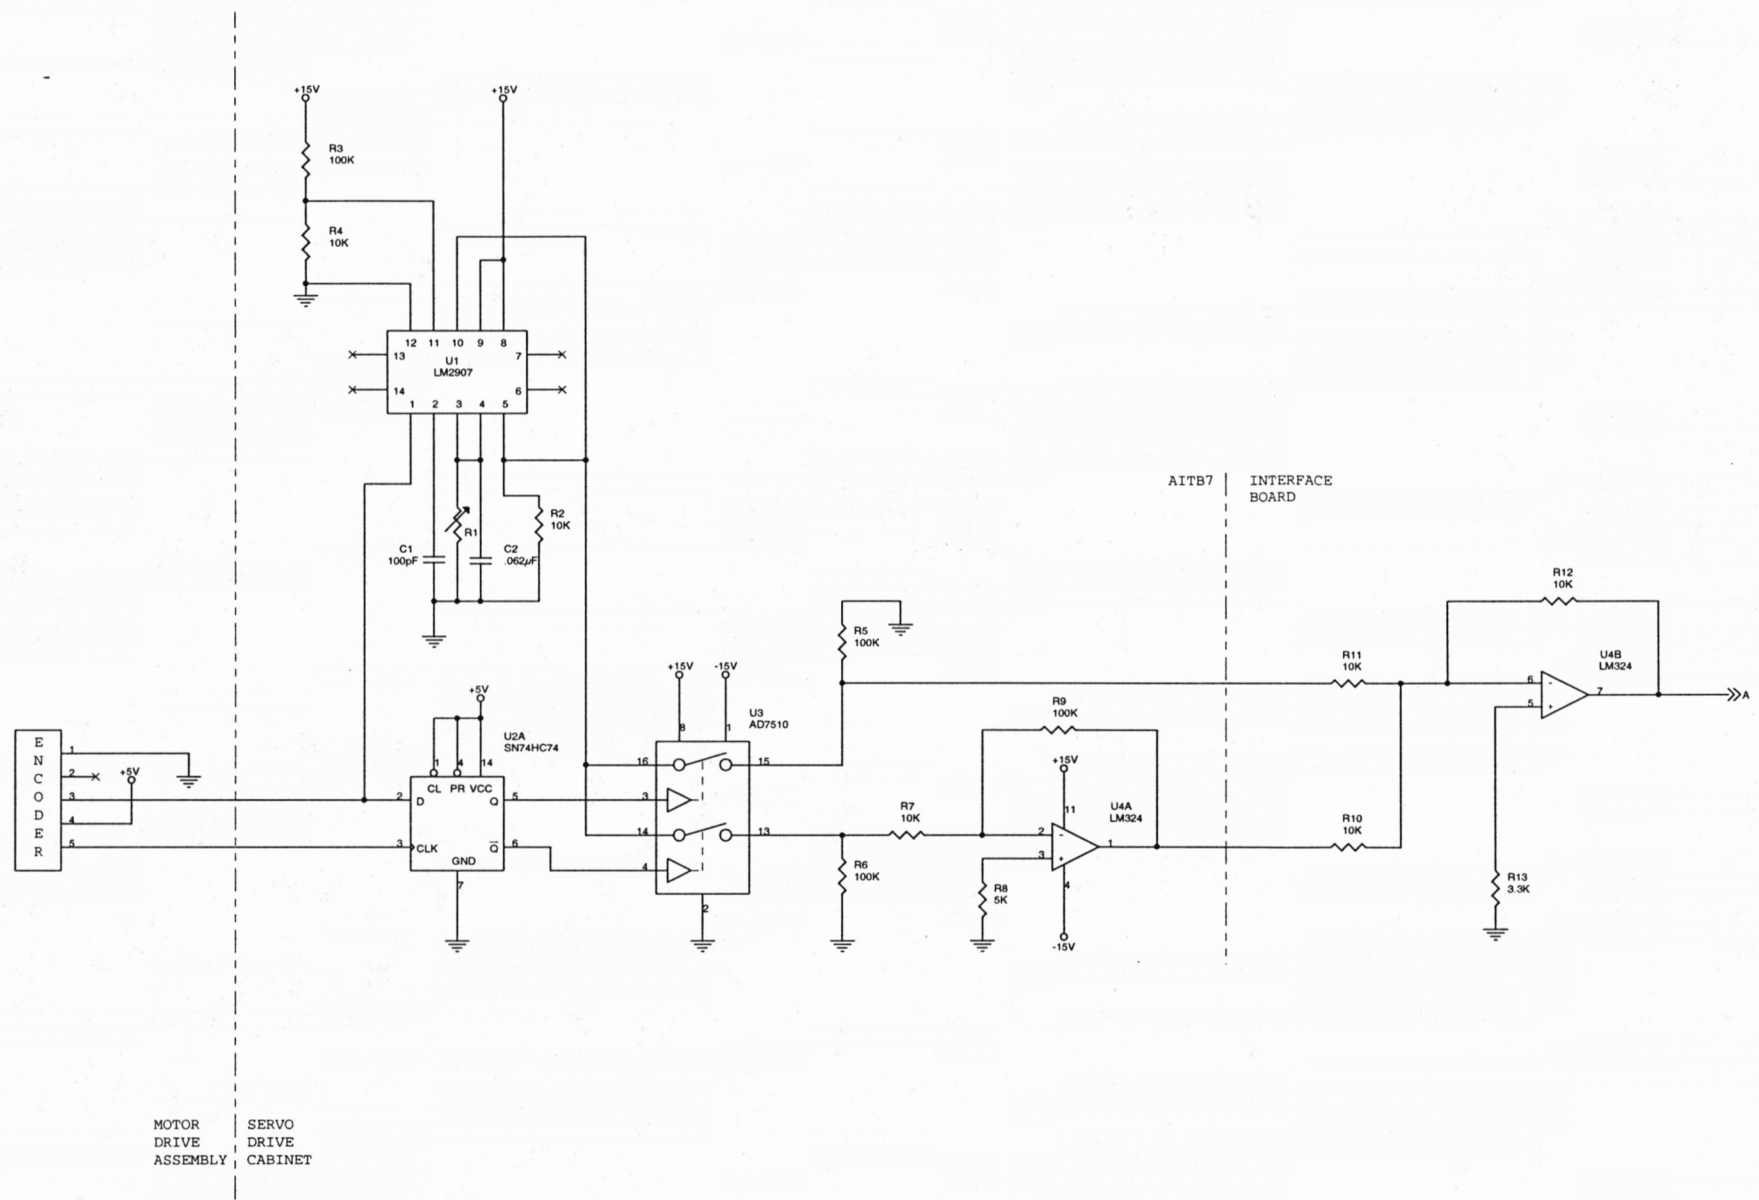 +15V
+15V
R3
100K
R4
10K
12 11 10 9 8
13
U1
LM2907
7
14
6
1 2 3 4 5
R1
R2
10K
C1
100pF
C2
.062µF
AITB7
INTERFACE
BOARD
R12
10K
R5
100K
R11
10K
U4B
LM324
6
-
5
+
7
A
+15V
-15V
8
1
U3
AD7510
+5V
U2A
SN74HC74
1
4
14
CL PR VCC
R9
100K
ENCODER
1
2
3
4
5
+5V
2
D
Q
5
3
CLK
Q
6
GND
7
16
15
3
14
13
4
2
R7
10K
R6
100K
+15V
11
U4A
LM324
2
-
3
+
1
4
-15V
R8
5K
R10
10K
R13
3.3K
MOTOR
DRIVE
ASSEMBLY
SERVO
DRIVE
CABINET